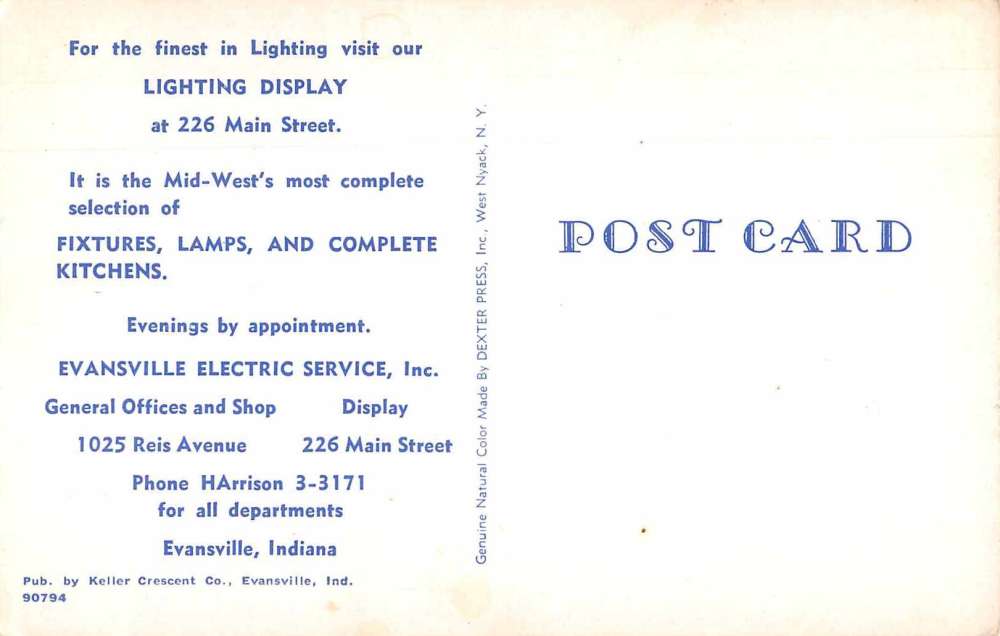 For the finest in Lighting visit our
LIGHTING DISPLAY
at 226 Main Street.
It is the Mid-West's most complete
selection of
FIXTURES, LAMPS, AND COMPLETE
KITCHENS.
Evenings by appointment.
EVANSVILLE ELECTRIC SERVICE, Inc.
General Offices and Shop Display
1025 Reis Avenue 226 Main Street
Phone HArrison 3-3171
for all departments
Evansville, Indiana
Pub. by Keller Crescent Co., Evansville, Ind.
90794
Genuine Natural Color Made By DEXTER PRESS, Inc., West Nyack, N. Y.
POST CARD